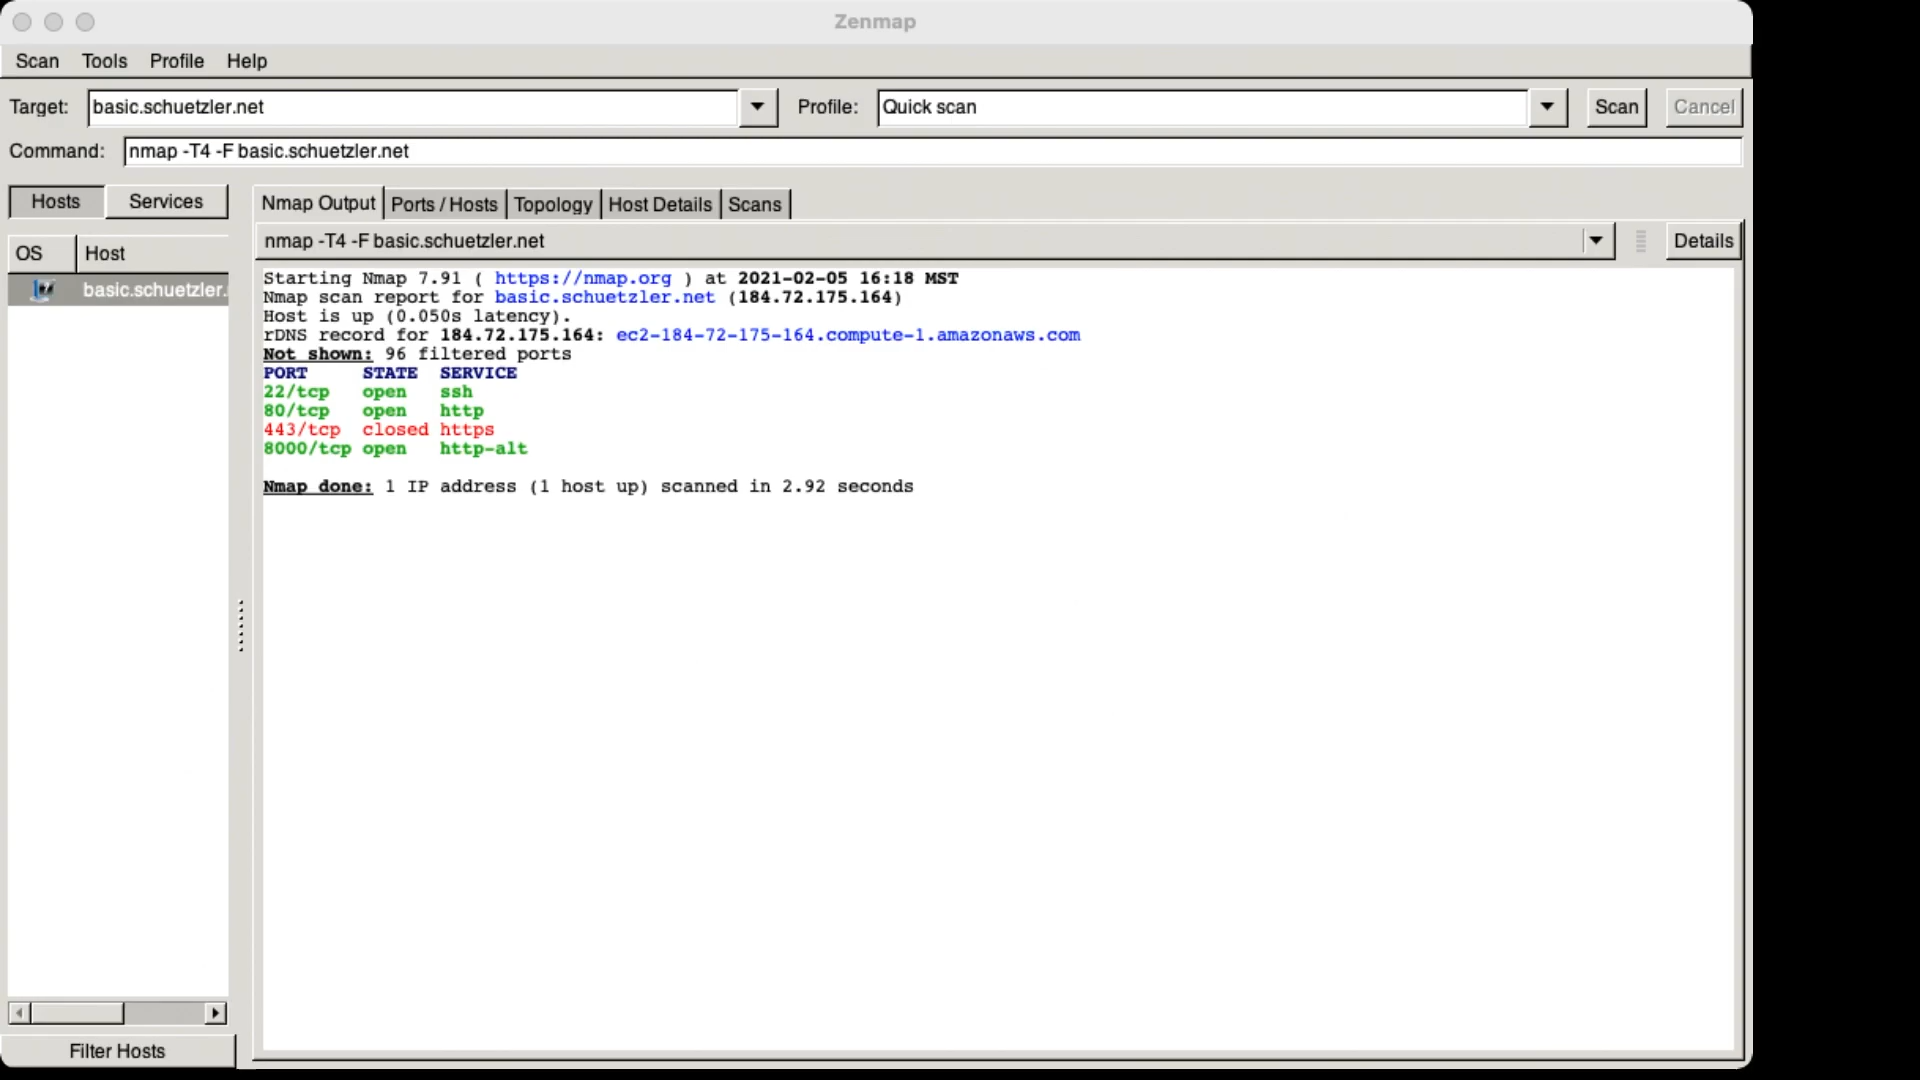 Zenmap
Scan Tools Profile Help
Target: basic.schuetzler.net Profile: Quick scan Scan Cancel
Command: nmap -T4 -F basic.schuetzler.net
Hosts Services
Nmap Output Ports / Hosts Topology Host Details Scans
OS Host
basic.schuetzler.
nmap -T4 -F basic.schuetzler.net Details
Starting Nmap 7.91 ( https://nmap.org ) at 2021-02-05 16:18 MST
Nmap scan report for basic.schuetzler.net (184.72.175.164)
Host is up (0.050s latency).
rDNS record for 184.72.175.164: ec2-184-72-175-164.compute-1.amazonaws.com
Not shown: 96 filtered ports
PORT STATE SERVICE
22/tcp open ssh
80/tcp open http
443/tcp closed https
8000/tcp open http-alt
Nmap done: 1 IP address (1 host up) scanned in 2.92 seconds
Filter Hosts